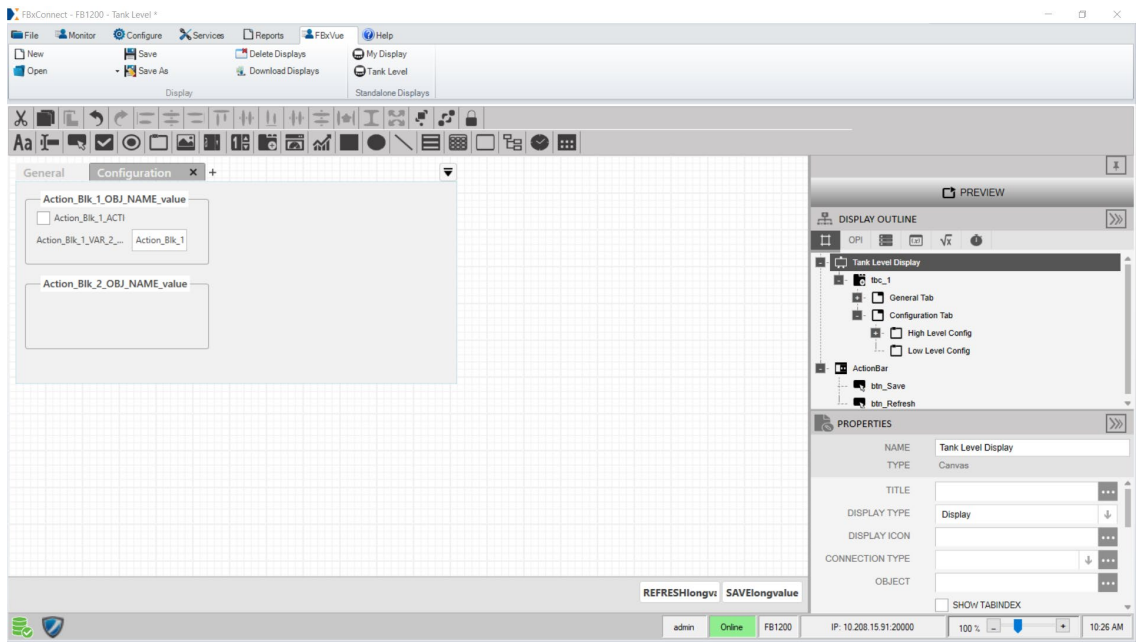 FBxConnect - FB1200 - Tank Level *
File Monitor Configure Services Reports FBxVue Help
New Save Delete Displays My Display
Open Save As Download Displays Tank Level
Display Standalone Displays
Aa
General Configuration × +
Action_Blk_1_OBJ_NAME_value
Action_Blk_1_ACTI
Action_Blk_1_VAR_2_... Action_Blk_1
Action_Blk_2_OBJ_NAME_value
REFRESHlongva SAVElongvalue
PREVIEW
DISPLAY OUTLINE
OPI √x
Tank Level Display
tbc_1
General Tab
Configuration Tab
High Level Config
Low Level Config
ActionBar
btn_Save
btn_Refresh
PROPERTIES
NAME Tank Level Display
TYPE Canvas
TITLE
DISPLAY TYPE Display
DISPLAY ICON
CONNECTION TYPE
OBJECT
SHOW TABINDEX
admin Online FB1200 IP: 10.208.15.91:20000 100 % 10:26 AM